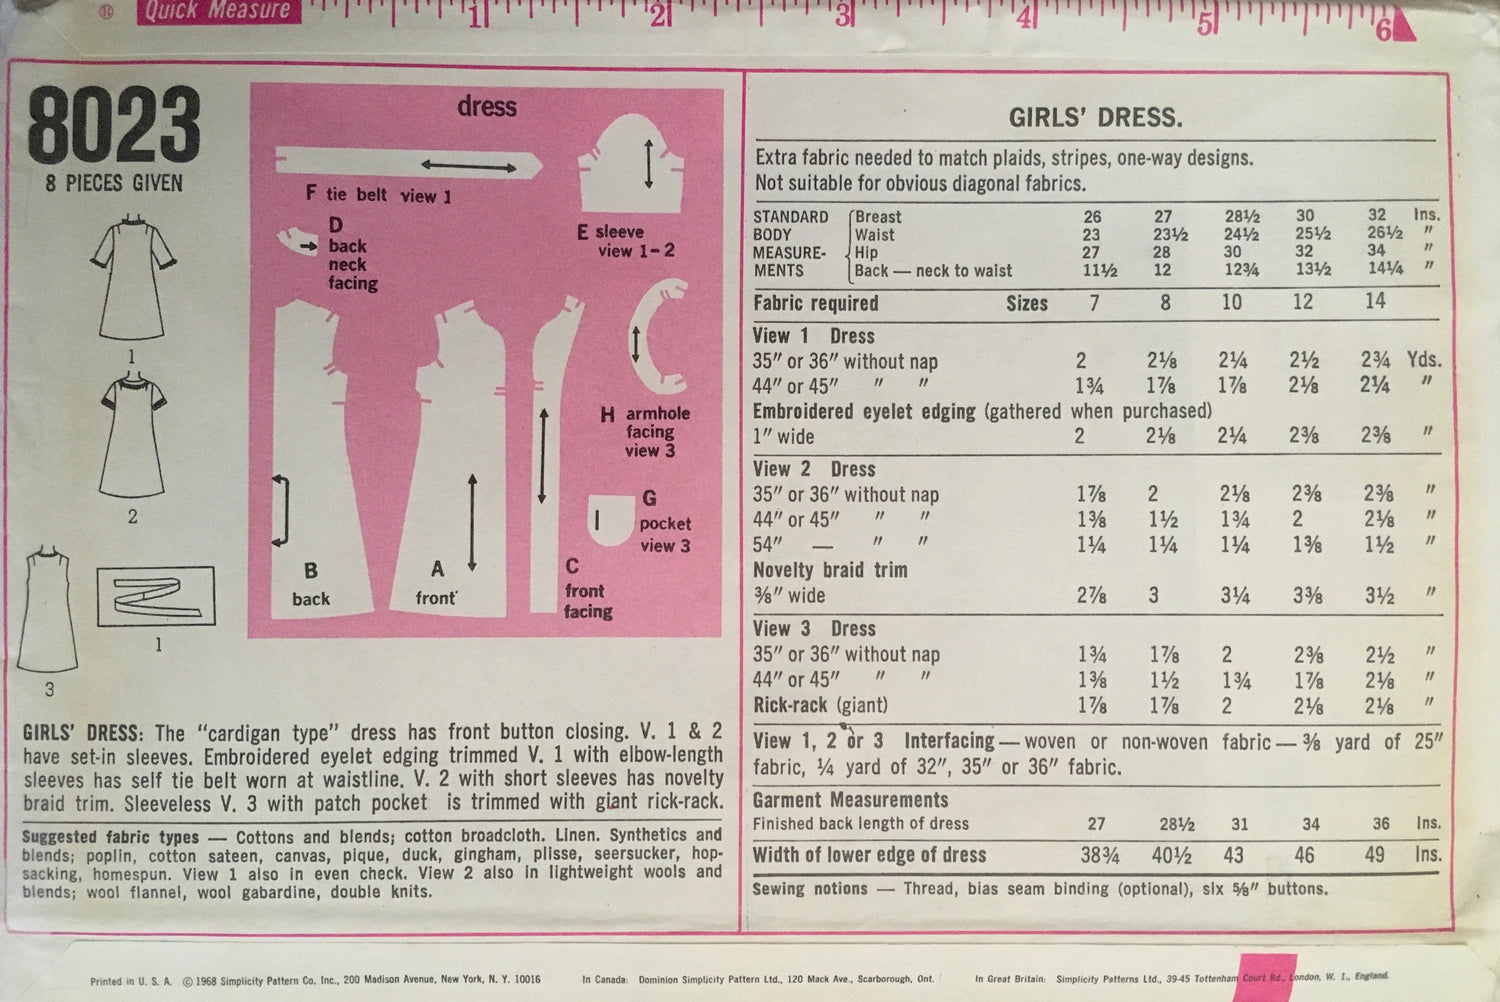 ® Quick Measure 1 2 3 4 5 6
8023
8 PIECES GIVEN
1
2
3
1
dress
F tie belt view 1
D
back
neck
facing
E sleeve
view 1-2
H armhole
facing
view 3
G
pocket
view 3
B
back
A
front
C
front
facing
GIRLS' DRESS: The "cardigan type" dress has front button closing. V. 1 & 2
have set-in sleeves. Embroidered eyelet edging trimmed V. 1 with elbow-length
sleeves has self tie belt worn at waistline. V. 2 with short sleeves has novelty
braid trim. Sleeveless V. 3 with patch pocket is trimmed with giant rick-rack.
Suggested fabric types — Cottons and blends; cotton broadcloth. Linen. Synthetics and
blends; poplin, cotton sateen, canvas, pique, duck, gingham, plisse, seersucker, hop-
sacking, homespun. View 1 also in even check. View 2 also in lightweight wools and
blends; wool flannel, wool gabardine, double knits.
GIRLS' DRESS.
Extra fabric needed to match plaids, stripes, one-way designs.
Not suitable for obvious diagonal fabrics.
STANDARD Breast 26 27 28½ 30 32 Ins.
BODY Waist 23 23½ 24½ 25½ 26½ "
MEASURE- Hip 27 28 30 32 34 "
MENTS Back — neck to waist 11½ 12 12¾ 13½ 14¼ "
Fabric required Sizes 7 8 10 12 14
View 1 Dress
35" or 36" without nap 2 2⅛ 2¼ 2½ 2¾ Yds.
44" or 45" " " 1¾ 1⅞ 1⅞ 2⅛ 2¼ "
Embroidered eyelet edging (gathered when purchased)
1" wide 2 2⅛ 2¼ 2⅜ 2⅜ "
View 2 Dress
35" or 36" without nap 1⅞ 2 2⅛ 2⅜ 2⅜ "
44" or 45" " " 1⅜ 1½ 1¾ 2 2⅛ "
54" — " " 1¼ 1¼ 1¼ 1⅜ 1½ "
Novelty braid trim
⅜" wide 2⅞ 3 3¼ 3⅜ 3½ "
View 3 Dress
35" or 36" without nap 1¾ 1⅞ 2 2⅜ 2½ "
44" or 45" " " 1⅜ 1½ 1¾ 1⅞ 2⅛ "
Rick-rack (giant) 1⅞ 1⅞ 2 2⅛ 2⅛ "
View 1, 2 or 3 Interfacing — woven or non-woven fabric — ⅜ yard of 25"
fabric, ¼ yard of 32", 35" or 36" fabric.
Garment Measurements
Finished back length of dress 27 28½ 31 34 36 Ins.
Width of lower edge of dress 38¾ 40½ 43 46 49 Ins.
Sewing notions — Thread, bias seam binding (optional), six ⅝" buttons.
Printed in U. S. A. © 1968 Simplicity Pattern Co. Inc., 200 Madison Avenue, New York, N. Y. 10016 In Canada: Dominion Simplicity Pattern Ltd., 120 Mack Ave., Scarborough, Ont. In Great Britain: Simplicity Patterns Ltd., 39-45 Tottenham Court Rd., London, W. 1., England.